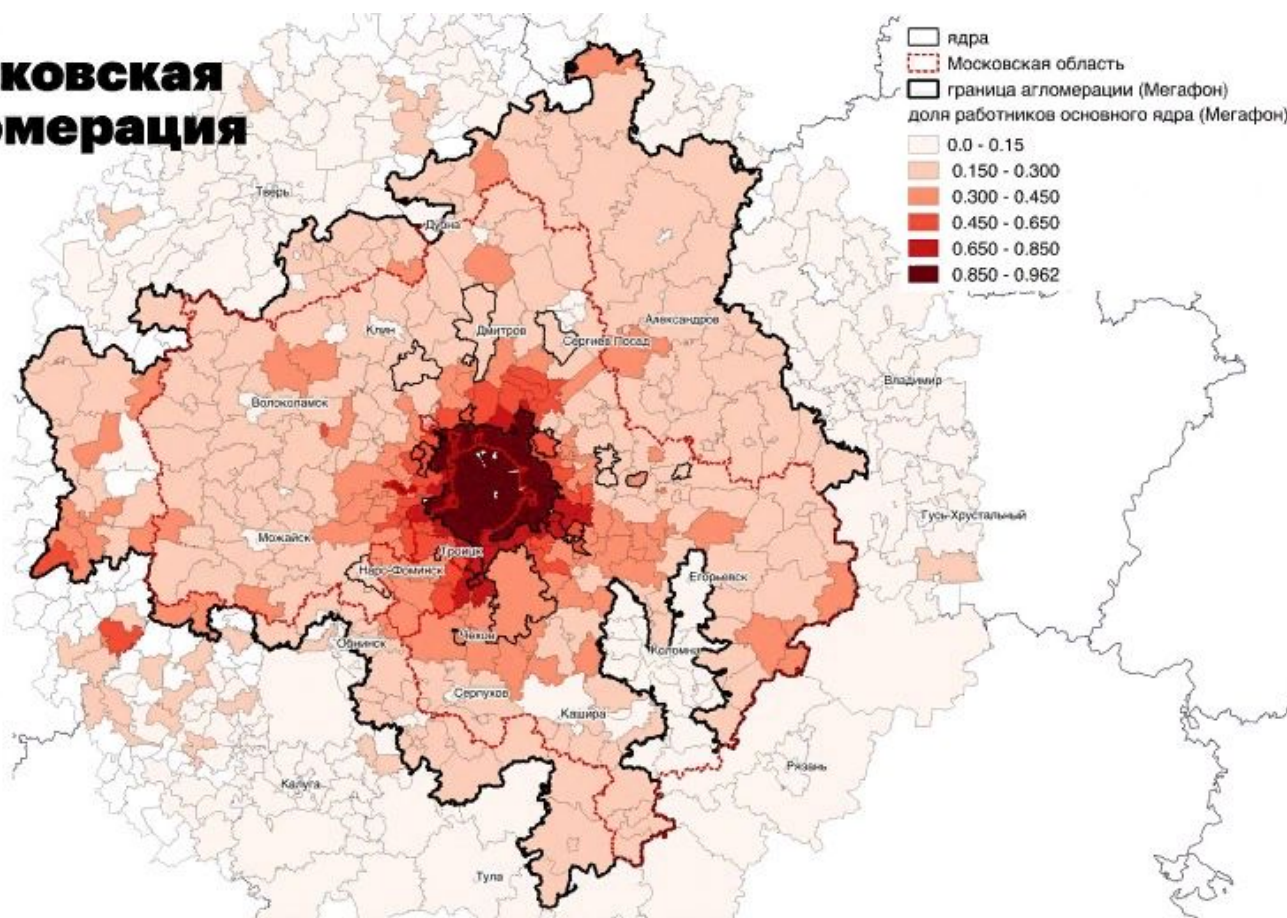 ковская
омерация
ядра
Московская область
граница агломерации (Мегафон)
доля работников основного ядра (Мегафон)
0.0 - 0.15
0.150 - 0.300
0.300 - 0.450
0.450 - 0.650
0.650 - 0.850
0.850 - 0.962
Тверь
Дубна
Клин
Дмитров
Александров
Сергиев Посад
Владимир
Волоколамск
Гусь-Хрустальный
Можайск
Троицк
Наро-Фоминск
Егорьевск
Чехов
Обнинск
Коломна
Серпухов
Кашира
Рязань
Калуга
Тула